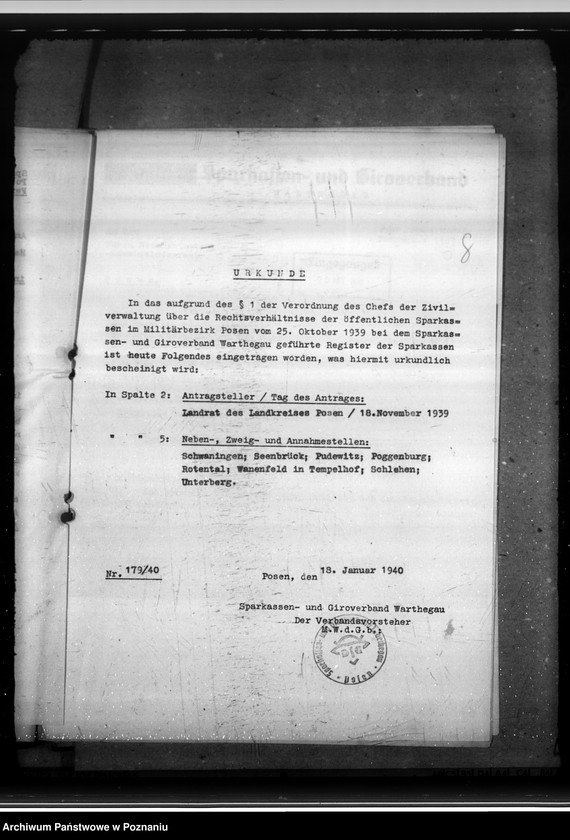 Sparkassen- und Giroverband
8
URKUNDE
In das aufgrund des § 1 der Verordnung des Chefs der Zivil=
verwaltung über die Rechtsverhältnisse der öffentlichen Sparkas=
sen im Militärbezirk Posen vom 25. Oktober 1939 bei dem Sparkas=
sen- und Giroverband Warthegau geführte Register der Sparkassen
ist heute Folgendes eingetragen worden, was hiermit urkundlich
bescheinigt wird:
In Spalte 2: Antragsteller / Tag des Antrages:
Landrat des Landkreises Posen / 18.November 1939
" " 5: Neben-, Zweig- und Annahmestellen:
Schwaningen; Seenbrück; Pudewitz; Poggenburg;
Rotental; Wanenfeld in Tempelhof; Schlehen;
Unterberg.
Nr. 179/40
Posen, den 18. Januar 1940
Sparkassen- und Giroverband Warthegau
Der Verbandsvorsteher
M.W.d.G.b.:
Posen
Archiwum Państwowe w Poznaniu